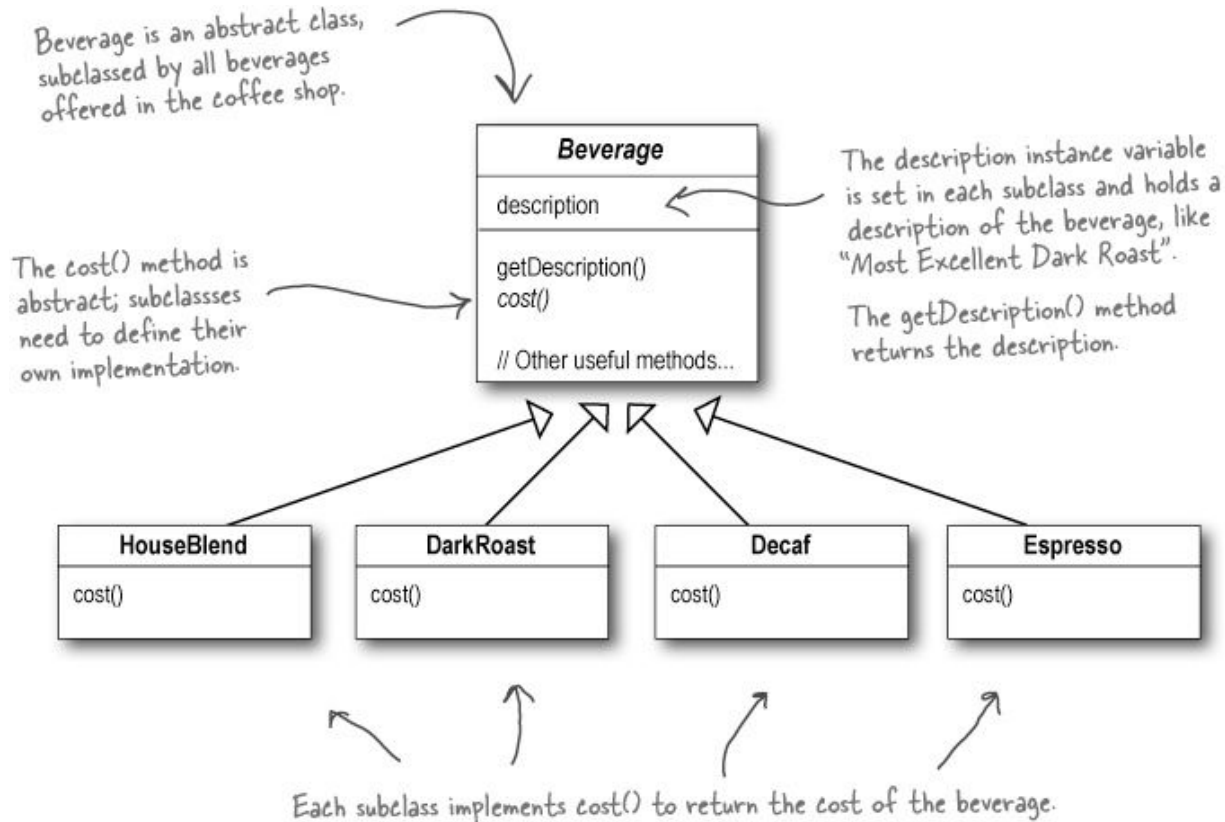 Beverage is an abstract class,
subclassed by all beverages
offered in the coffee shop.
Beverage
description
getDescription()
cost()
// Other useful methods...
The description instance variable
is set in each subclass and holds a
description of the beverage, like
“Most Excellent Dark Roast”.
The getDescription() method
returns the description.
The cost() method is
abstract; subclassses
need to define their
own implementation.
HouseBlend
cost()
DarkRoast
cost()
Decaf
cost()
Espresso
cost()
Each subclass implements cost() to return the cost of the beverage.